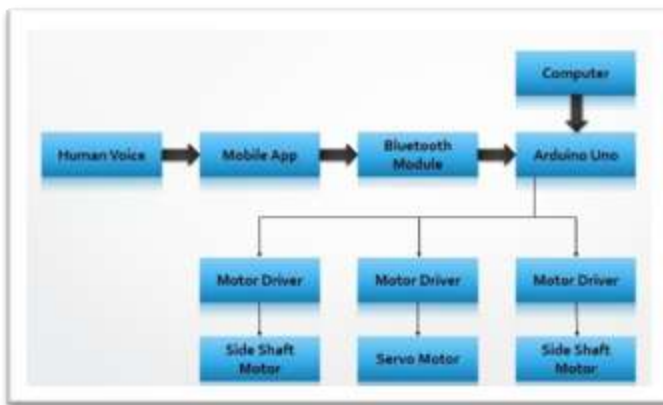 Computer
Human Voice
Mobile App
Bluetooth
Module
Arduino Uno
Motor Driver
Motor Driver
Motor Driver
Side Shaft
Motor
Servo Motor
Side Shaft
Motor